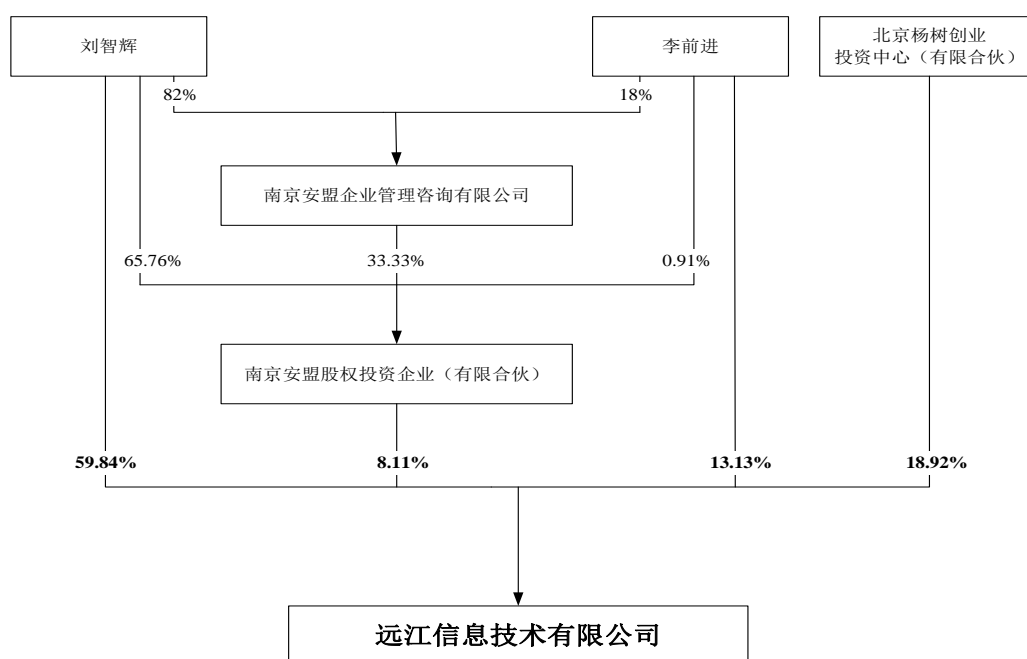 刘智辉
李前进
北京杨树创业
投资中心（有限合伙）
82%
18%
南京安盟企业管理咨询有限公司
65.76%
33.33%
0.91%
南京安盟股权投资企业（有限合伙）
59.84%
8.11%
13.13%
18.92%
远江信息技术有限公司